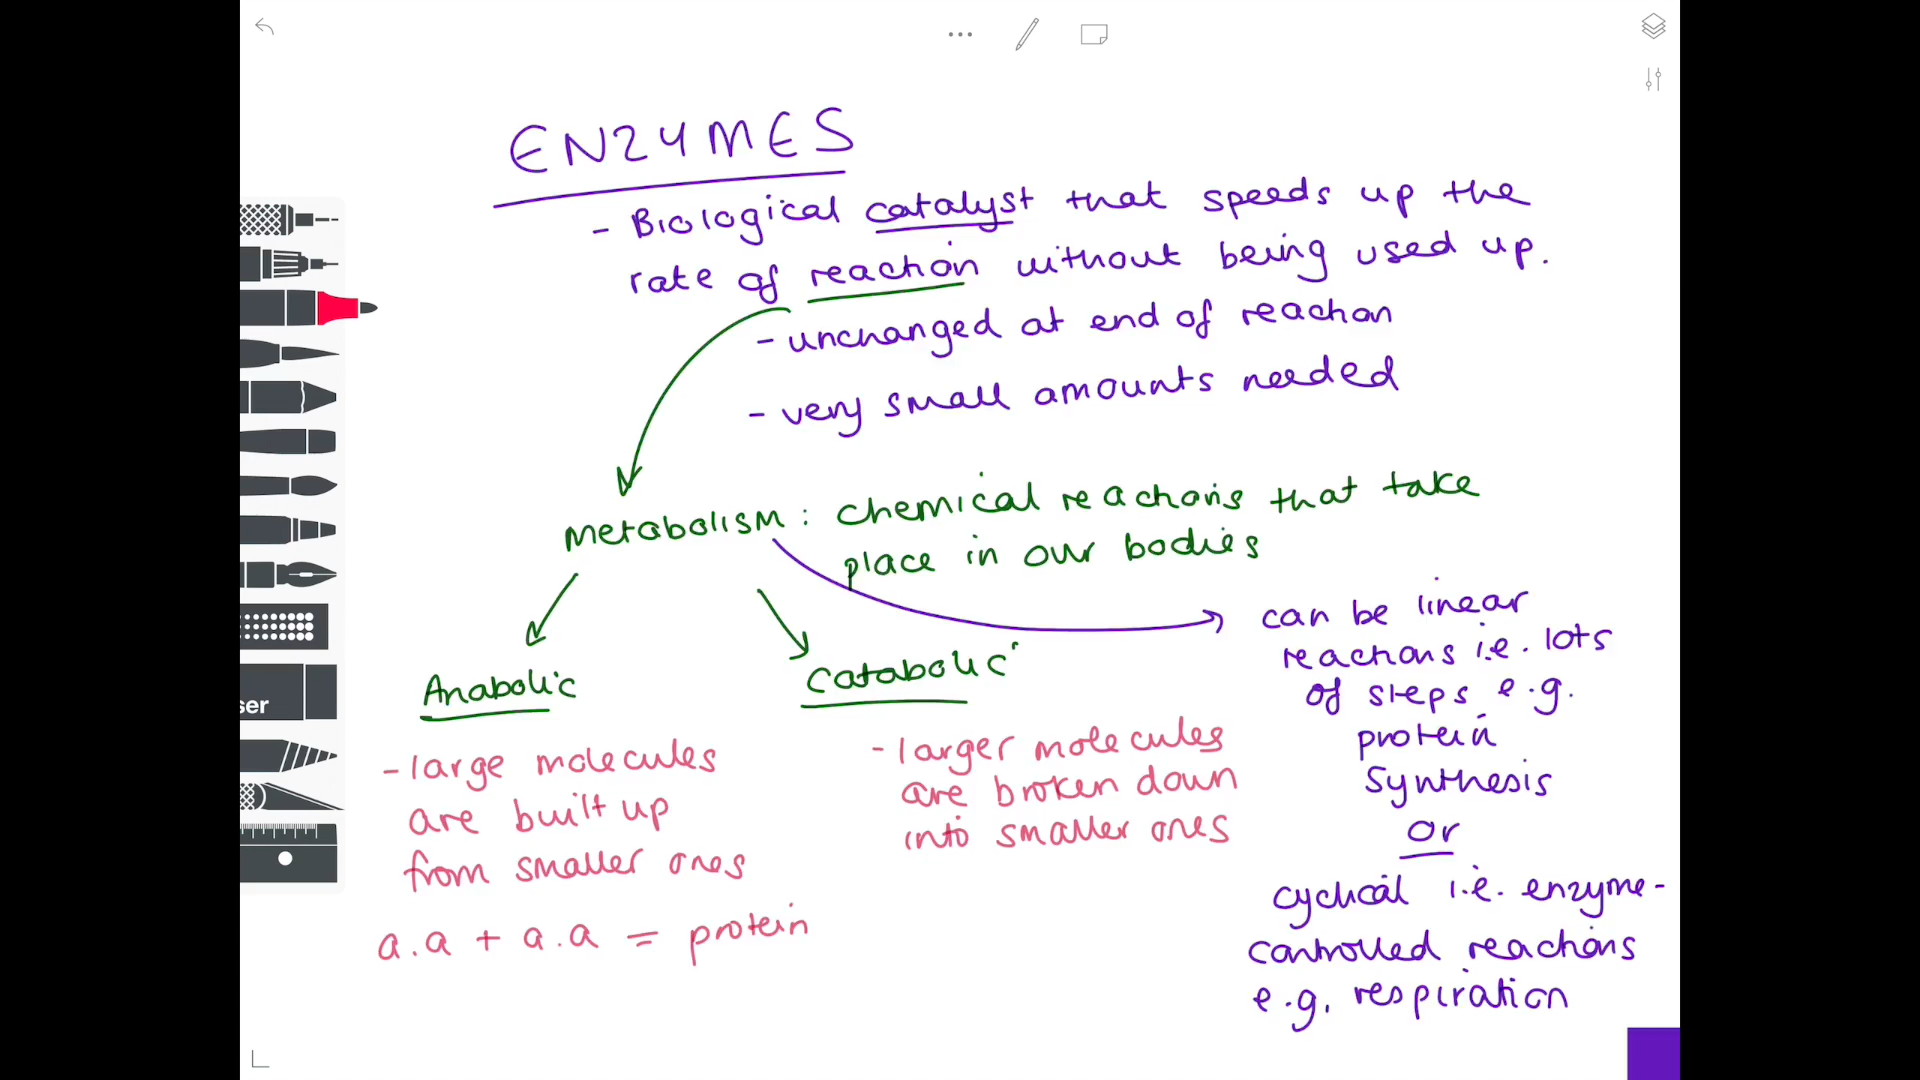 ENZYMES
- Biological catalyst that speeds up the
rate of reaction without being used up.
- unchanged at end of reaction
- very small amounts needed
Metabolism: chemical reactions that take
place in our bodies
can be linear
reactions i.e. lots
of steps e.g.
protein
synthesis
or
cyclical i.e. enzyme-
controlled reactions
e.g. respiration
Anabolic
- large molecules
are built up
from smaller ones
a.a + a.a = protein
Catabolic
- larger molecules
are broken down
into smaller ones
ser